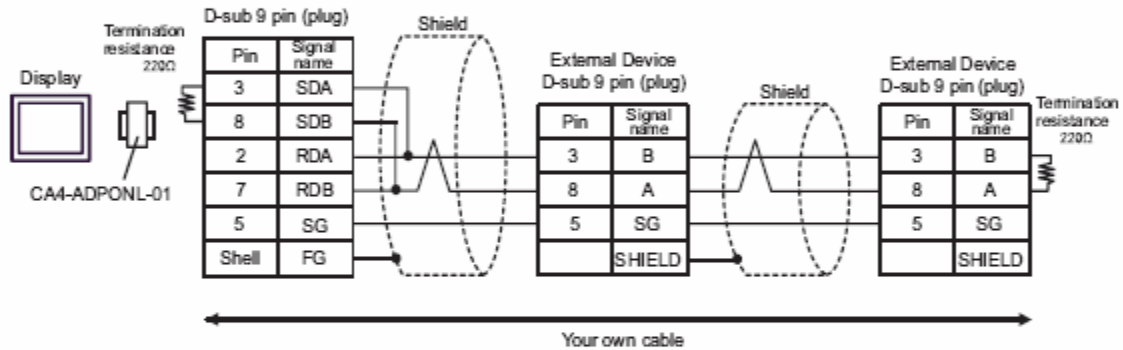 D-sub 9 pin (plug)
Shield
Termination
resistance
220Ω
Display
CA4-ADPONL-01
Pin Signal name
3 SDA
8 SDB
2 RDA
7 RDB
5 SG
Shell FG
External Device
D-sub 9 pin (plug)
Pin Signal name
3 B
8 A
5 SG
SHIELD
Shield
External Device
D-sub 9 pin (plug)
Pin Signal name
3 B
8 A
5 SG
SHIELD
Termination
resistance
220Ω
Your own cable